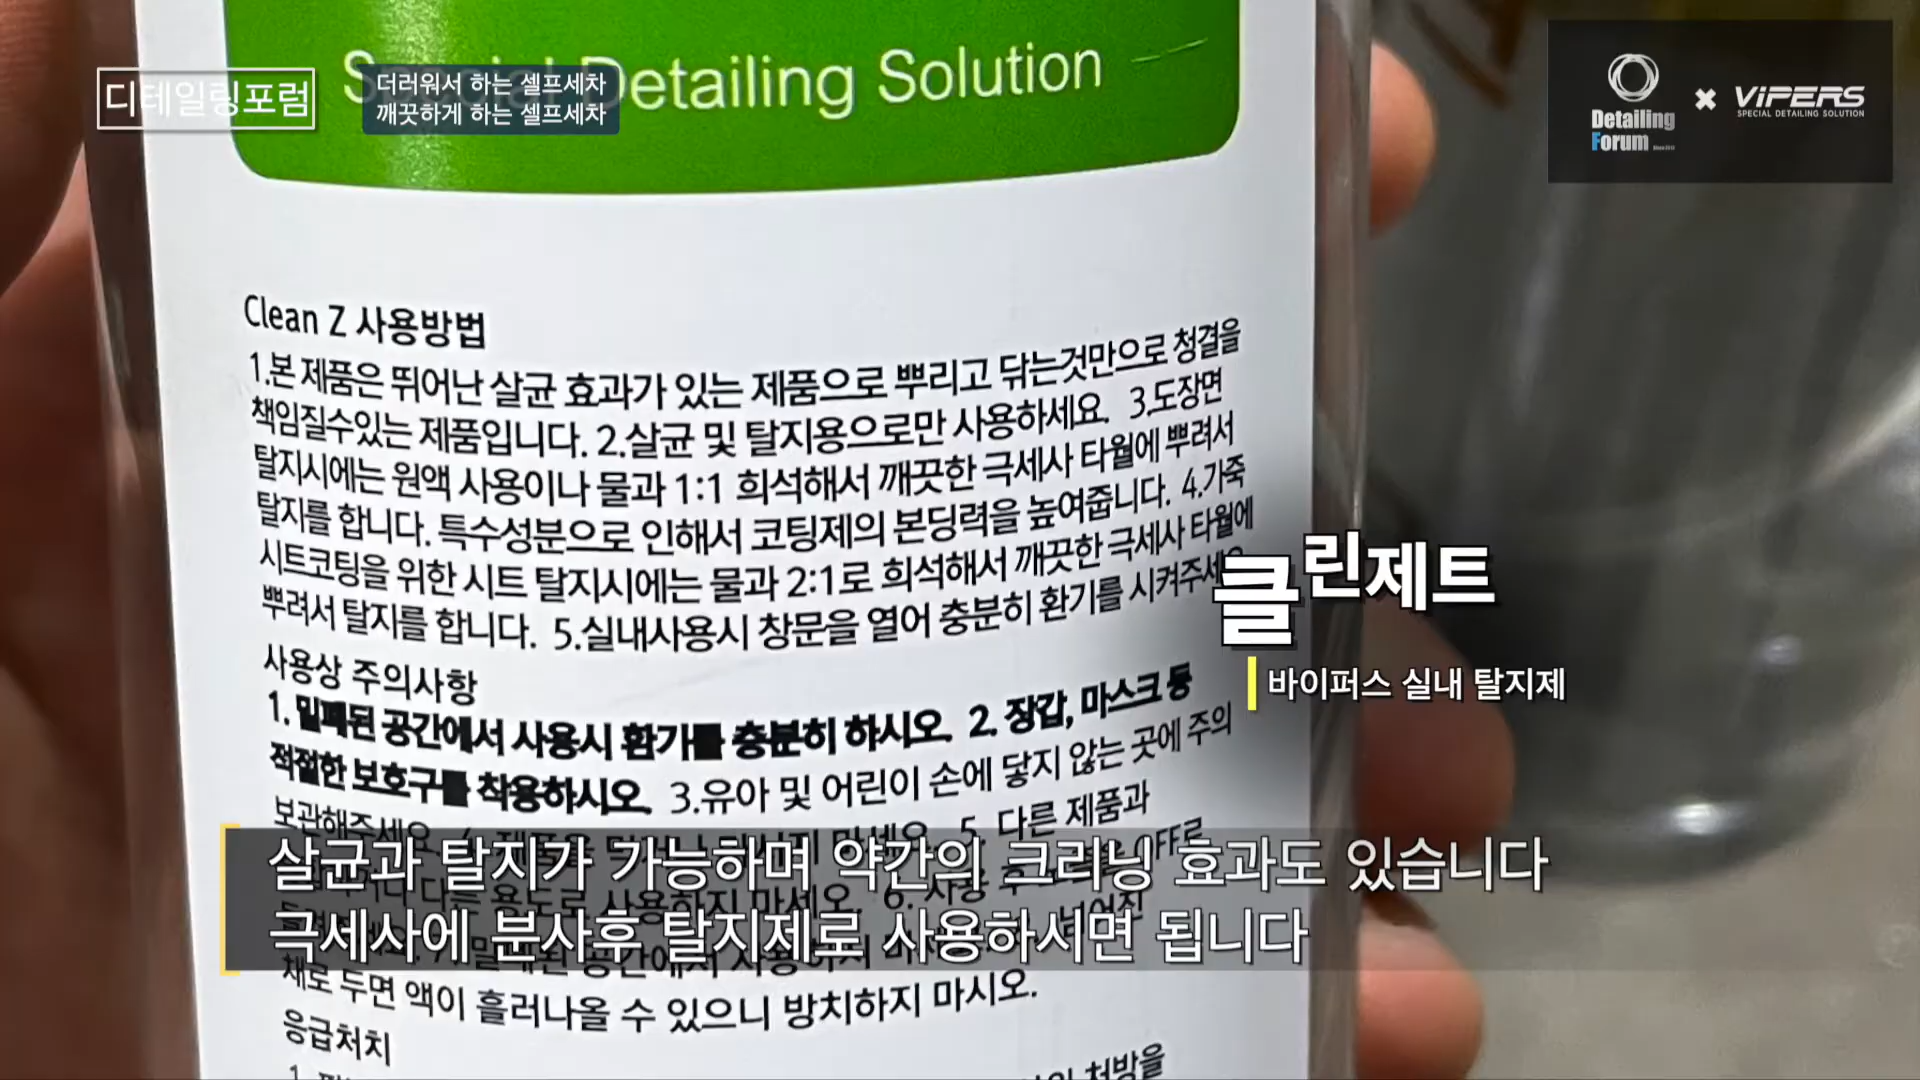 Special Detailing Solution
디테일링포럼
더러워서 하는 셀프세차
깨끗하게 하는 셀프세차
Detailing
Forum
VIPERS
SPECIAL DETAILING SOLUTION
Clean Z 사용방법
1.본 제품은 뛰어난 살균 효과가 있는 제품으로 뿌리고 닦는것만으로 청결을
책임질수있는 제품입니다. 2.살균 및 탈지용으로만 사용하세요. 3.도장면
탈지시에는 원액 사용이나 물과 1:1 희석해서 깨끗한 극세사 타월에 뿌려서
탈지를 합니다. 특수성분으로 인해서 코팅제의 본딩력을 높여줍니다. 4.가죽
시트코팅을 위한 시트 탈지시에는 물과 2:1로 희석해서 깨끗한 극세사 타월에
뿌려서 탈지를 합니다. 5.실내사용시 창문을 열어 충분히 환기를 시켜주세요
클린제트
바이퍼스 실내 탈지제
사용상 주의사항
1. 밀폐된 공간에서 사용시 환기를 충분히 하시오. 2. 장갑, 마스크 등
적절한 보호구를 착용하시오. 3.유아 및 어린이 손에 닿지 않는 곳에 주의
보관해주세요. 5. 다른 제품과
살균과 탈지가 가능하며 약간의 크리닝 효과도 있습니다
극세사에 분사후 탈지제로 사용하시면 됩니다
채로 두면 액이 흘러나올 수 있으니 방치하지 마시오.
응급처치
처방을